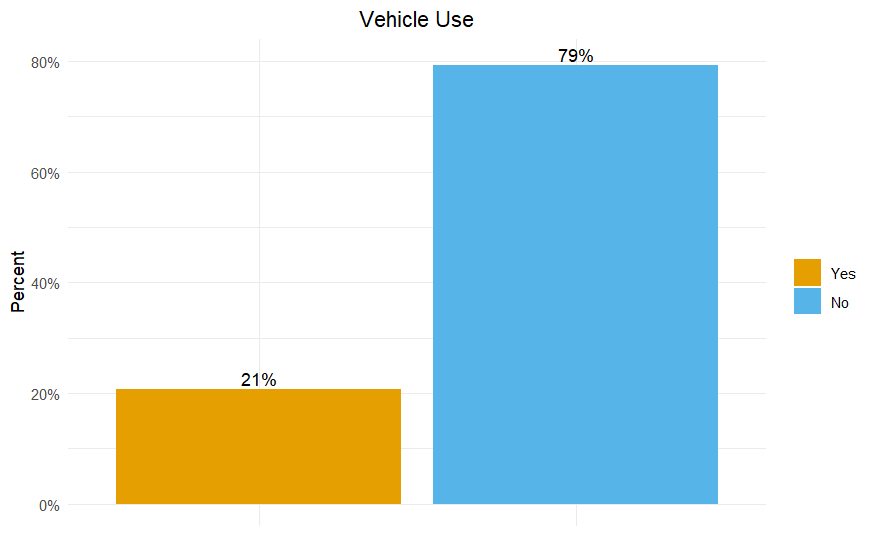 Vehicle Use
Percent
80%
60%
40%
20%
0%
79%
21%
Yes
No